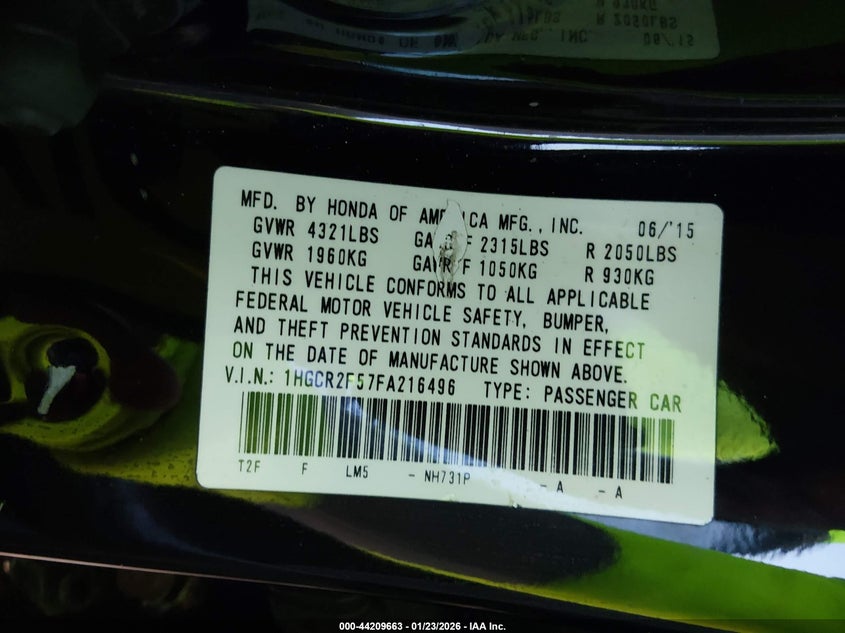 MFD. BY HONDA OF AMERICA MFG., INC. 06/'15
GVWR 4321LBS GAWR F 2315LBS R 2050LBS
GVWR 1960KG GAWR F 1050KG R 930KG
THIS VEHICLE CONFORMS TO ALL APPLICABLE
FEDERAL MOTOR VEHICLE SAFETY, BUMPER,
AND THEFT PREVENTION STANDARDS IN EFFECT
ON THE DATE OF MANUFACTURE SHOWN ABOVE.
V.I.N.: 1HGCR2F57FA216496 TYPE: PASSENGER CAR
T2F F LM5 - NH731P - A - A
000-44209663 - 01/23/2026 - IAA Inc.